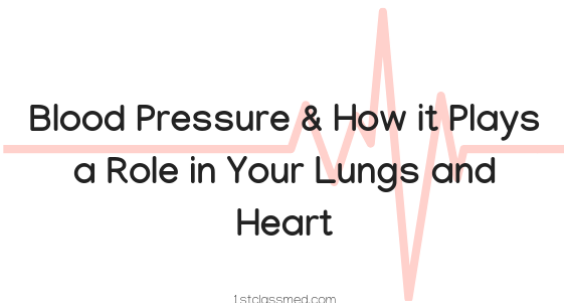 Blood Pressure & How it Plays
a Role in Your Lungs and
Heart
1stclassmed.com